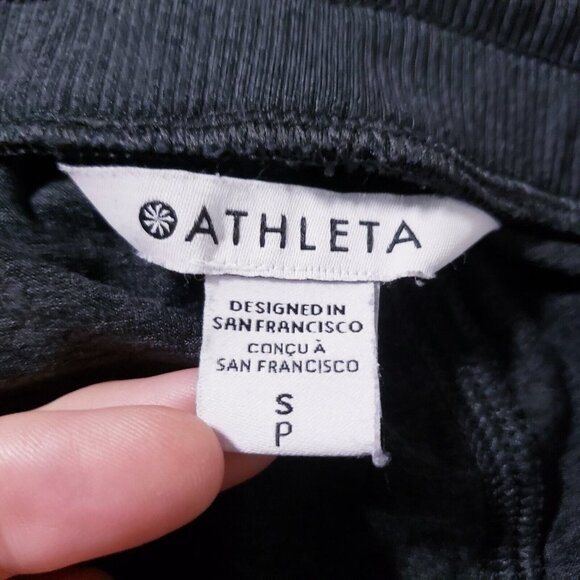 ATHLETA
DESIGNED IN
SAN FRANCISCO
CONÇU À
SAN FRANCISCO
S
P